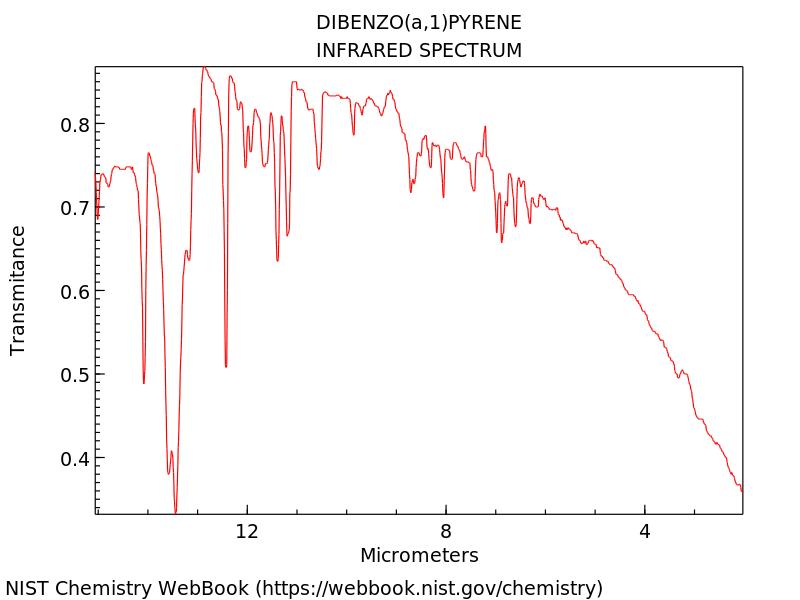 DIBENZO(a,1)PYRENE
INFRARED SPECTRUM
0.8
0.7
0.6
0.5
0.4
Transmitance
12 8 4
Micrometers
NIST Chemistry WebBook (https://webbook.nist.gov/chemistry)